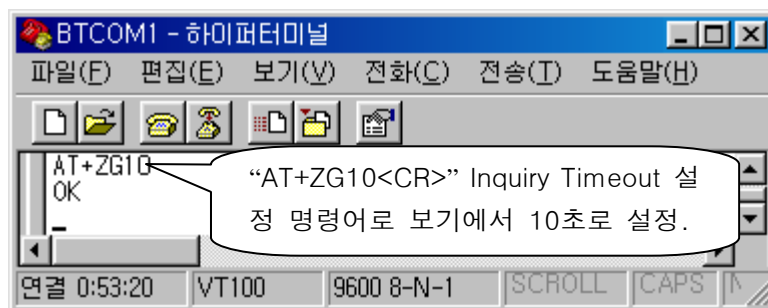 BTCOM1 - 하이퍼터미널
파일(F) 편집(E) 보기(V) 전화(C) 전송(T) 도움말(H)
AT+ZG10
OK
“AT+ZG10<CR>” Inquiry Timeout 설
정 명령어로 보기에서 10초로 설정.
연결 0:53:20 VT100 9600 8-N-1 SCROLL CAPS